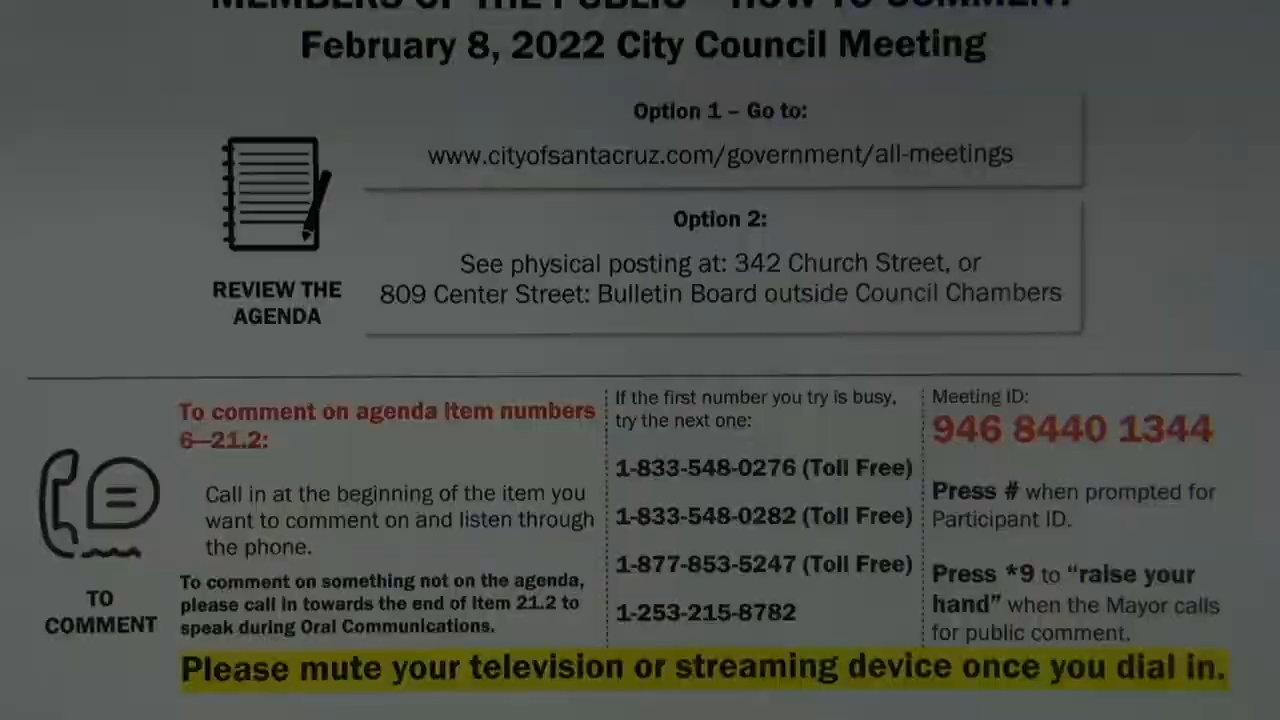 MEMBERS OF THE PUBLIC – HOW TO COMMENT
February 8, 2022 City Council Meeting
Option 1 – Go to:
www.cityofsantacruz.com/government/all-meetings
Option 2:
See physical posting at: 342 Church Street, or
809 Center Street: Bulletin Board outside Council Chambers
REVIEW THE
AGENDA
To comment on agenda item numbers
6–21.2:
Call in at the beginning of the item you
want to comment on and listen through
the phone.
To comment on something not on the agenda,
please call in towards the end of Item 21.2 to
speak during Oral Communications.
TO
COMMENT
If the first number you try is busy,
try the next one:
1-833-548-0276 (Toll Free)
1-833-548-0282 (Toll Free)
1-877-853-5247 (Toll Free)
1-253-215-8782
Meeting ID:
946 8440 1344
Press # when prompted for
Participant ID.
Press *9 to “raise your
hand” when the Mayor calls
for public comment.
Please mute your television or streaming device once you dial in.